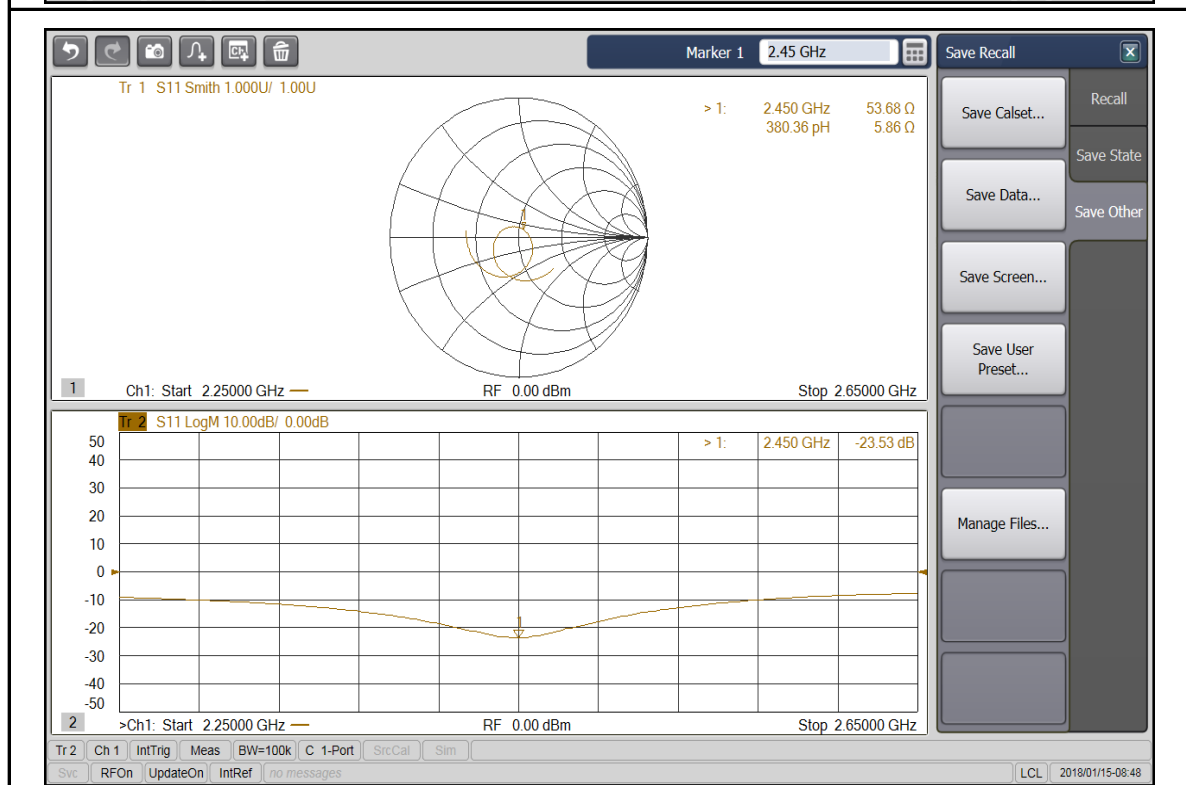 Marker 1 2.45 GHz
Save Recall
Tr 1 S11 Smith 1.000U/ 1.00U
> 1: 2.450 GHz 53.68 Ω
380.36 pH 5.86 Ω
1
Ch1: Start 2.25000 GHz
RF 0.00 dBm
Stop 2.65000 GHz
Tr 2 S11 LogM 10.00dB/ 0.00dB
> 1: 2.450 GHz -23.53 dB
50
40
30
20
10
0
-10
-20
-30
-40
-50
1
2
>Ch1: Start 2.25000 GHz
RF 0.00 dBm
Stop 2.65000 GHz
Save Calset...
Save Data...
Save Screen...
Save User
Preset...
Manage Files...
Recall
Save State
Save Other
Tr 2 Ch 1 IntTrig Meas BW=100k C 1-Port SrcCal Sim
Svc RFOn UpdateOn IntRef no messages LCL 2018/01/15-08:48